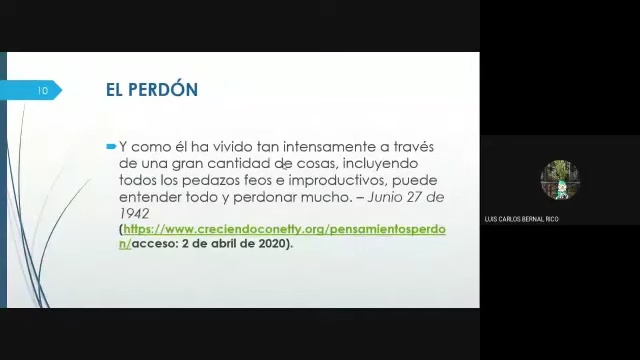 10
EL PERDÓN
Y como él ha vivido tan intensamente a través
de una gran cantidad de cosas, incluyendo
todos los pedazos feos e improductivos, puede
entender todo y perdonar mucho. – Junio 27 de
1942
(https://www.creciendoconetty.org/pensamientosperdo
n/acceso: 2 de abril de 2020).
LUIS CARLOS BERNAL RICO